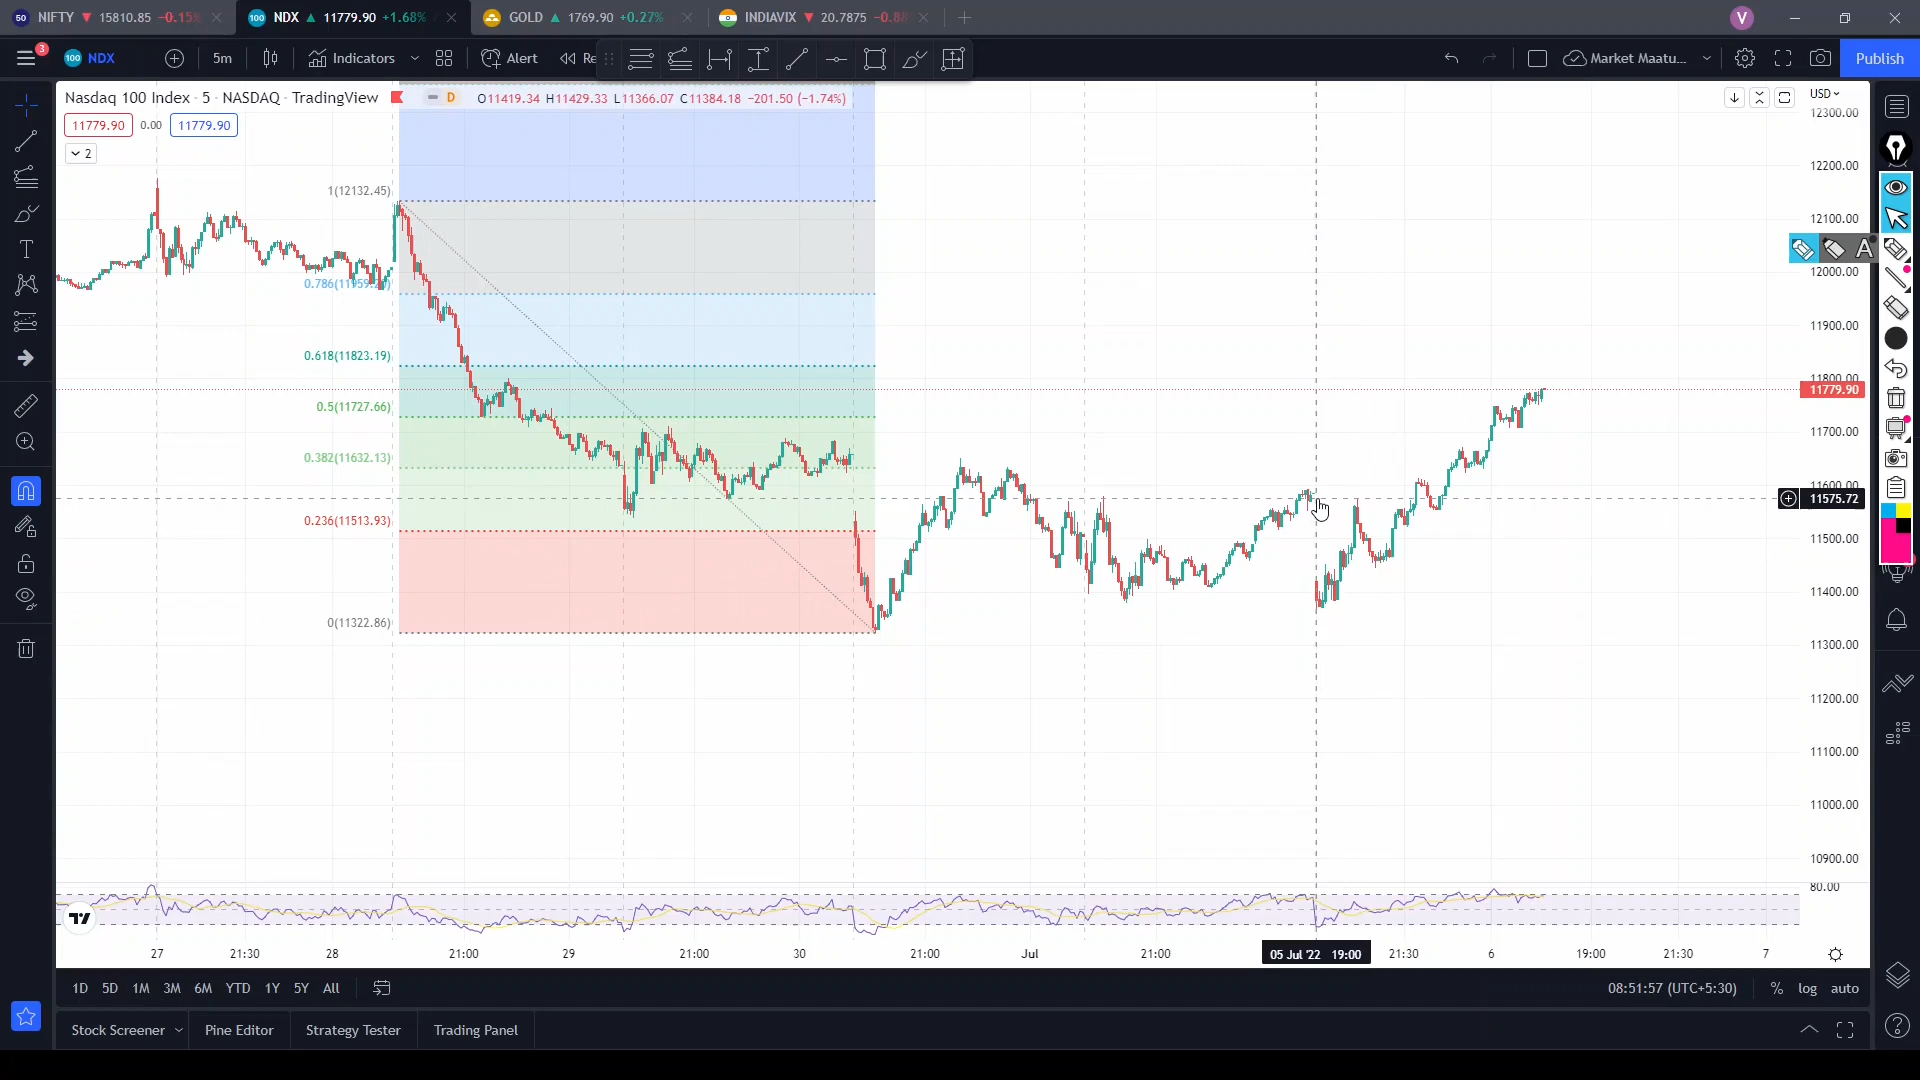 50 NIFTY ▼ 15810.85 −0.15%
100 NDX ▲ 11779.90 +1.68%
GOLD ▲ 1769.90 +0.27%
INDIAVIX ▼ 20.7875 −0.88
V
3
100 NDX
5m
Indicators
Alert
Re
Market Maatu...
Publish
Nasdaq 100 Index · 5 · NASDAQ · TradingView
D
O11419.34 H11429.33 L11366.07 C11384.18 −201.50 (−1.74%)
USD
11779.90 0.00 11779.90
2
1(12132.45)
0.618(11823.19)
0.5(11727.66)
0.382(11632.13)
0.236(11513.93)
0(11322.86)
12300.00
12200.00
12100.00
12000.00
11900.00
11800.00
11779.90
11700.00
11600.00
11575.72
11500.00
11400.00
11300.00
11200.00
11100.00
11000.00
10900.00
80.00
A
27 21:30 28 21:00 29 21:00 30 21:00 Jul 21:00 05 Jul '22 19:00 21:30 6 19:00 21:30 7
1D 5D 1M 3M 6M YTD 1Y 5Y All
08:51:57 (UTC+5:30) % log auto
Stock Screener Pine Editor Strategy Tester Trading Panel